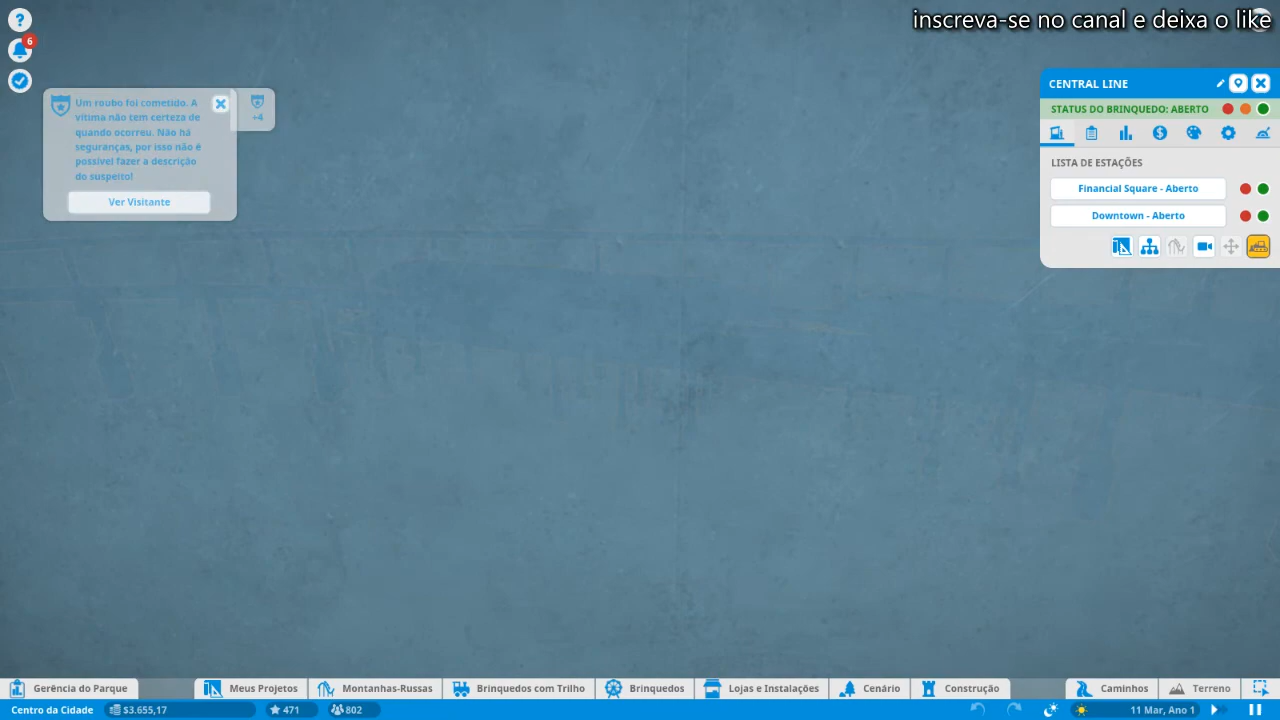 inscreva-se no canal e deixa o like
6
Um roubo foi cometido. A
vítima não tem certeza de
quando ocorreu. Não há
seguranças, por isso não é
possível fazer a descrição
do suspeito!
Ver Visitante
+4
CENTRAL LINE
STATUS DO BRINQUEDO: ABERTO
LISTA DE ESTAÇÕES
Financial Square - Aberto
Downtown - Aberto
Gerência do Parque
Meus Projetos
Montanhas-Russas
Brinquedos com Trilho
Brinquedos
Lojas e Instalações
Cenário
Construção
Caminhos
Terreno
Centro da Cidade
$3.655,17
471
802
11 Mar, Ano 1